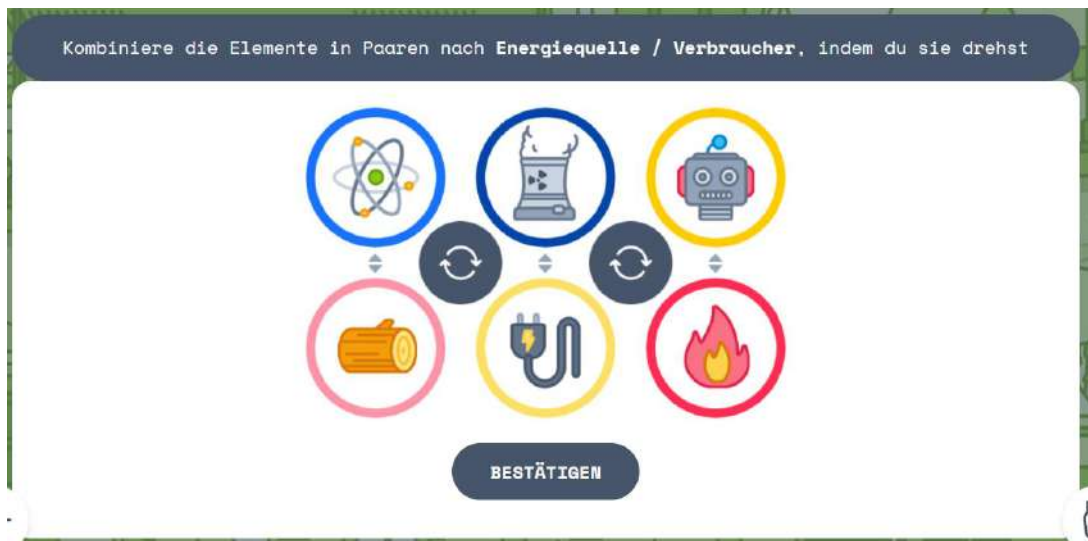 Kombiniere die Elemente in Paaren nach Energiequelle / Verbraucher, indem du sie drehst
BESTÄTIGEN